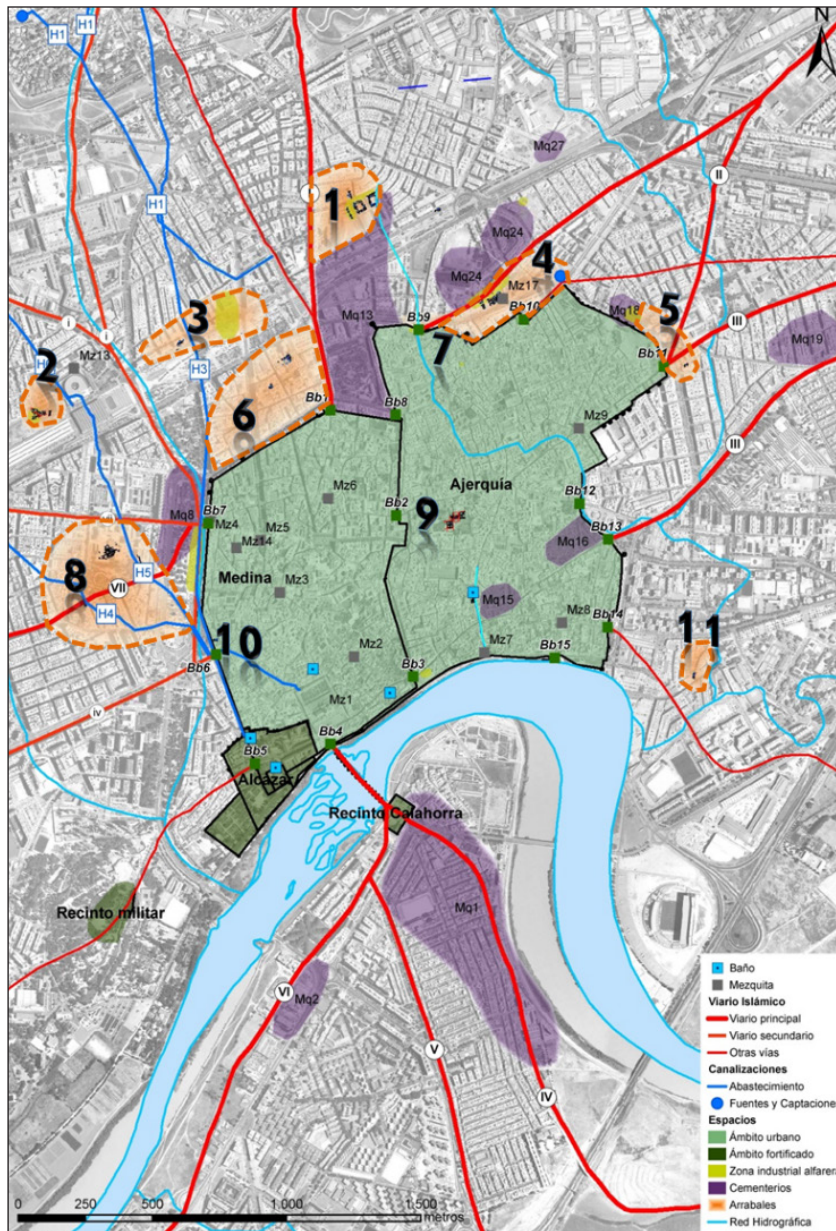 H1
H1
N
H1
Mq27
II
I
1
Mq24
4
Mq24
Mz17
3
Mq13
Bb9
Bb10
Mq18
5
III
i
i
7
Mq19
2
Mz13
H3
Bb11
6
Bb8
Mz9
III
Mz6
Ajerquía
Mq8
Bb7
Bb2
9
Bb12
Mz4
Mz5
Bb13
Mz14
Mq16
8
Medina
H5
VII
Mz3
Mq15
H4
Mz8
Bb14
10
11
Mz2
Mz7
Bb15
Bb6
Bb3
Mz1
iv
Bb4
Bb5
Alcázar
Recinto Calahorra
Recinto militar
Mq1
VI
Mq2
V
IV
Baño
Mezquita
Viario Islámico
Viario principal
Viario secundario
Otras vías
Canalizaciones
Abastecimiento
Fuentes y Captacione
Espacios
Ámbito urbano
Ámbito fortificado
Zona industrial alfarer
Cementerios
Arrabales
Red Hidrográfica
0 250 500 1.000 1.500
metros